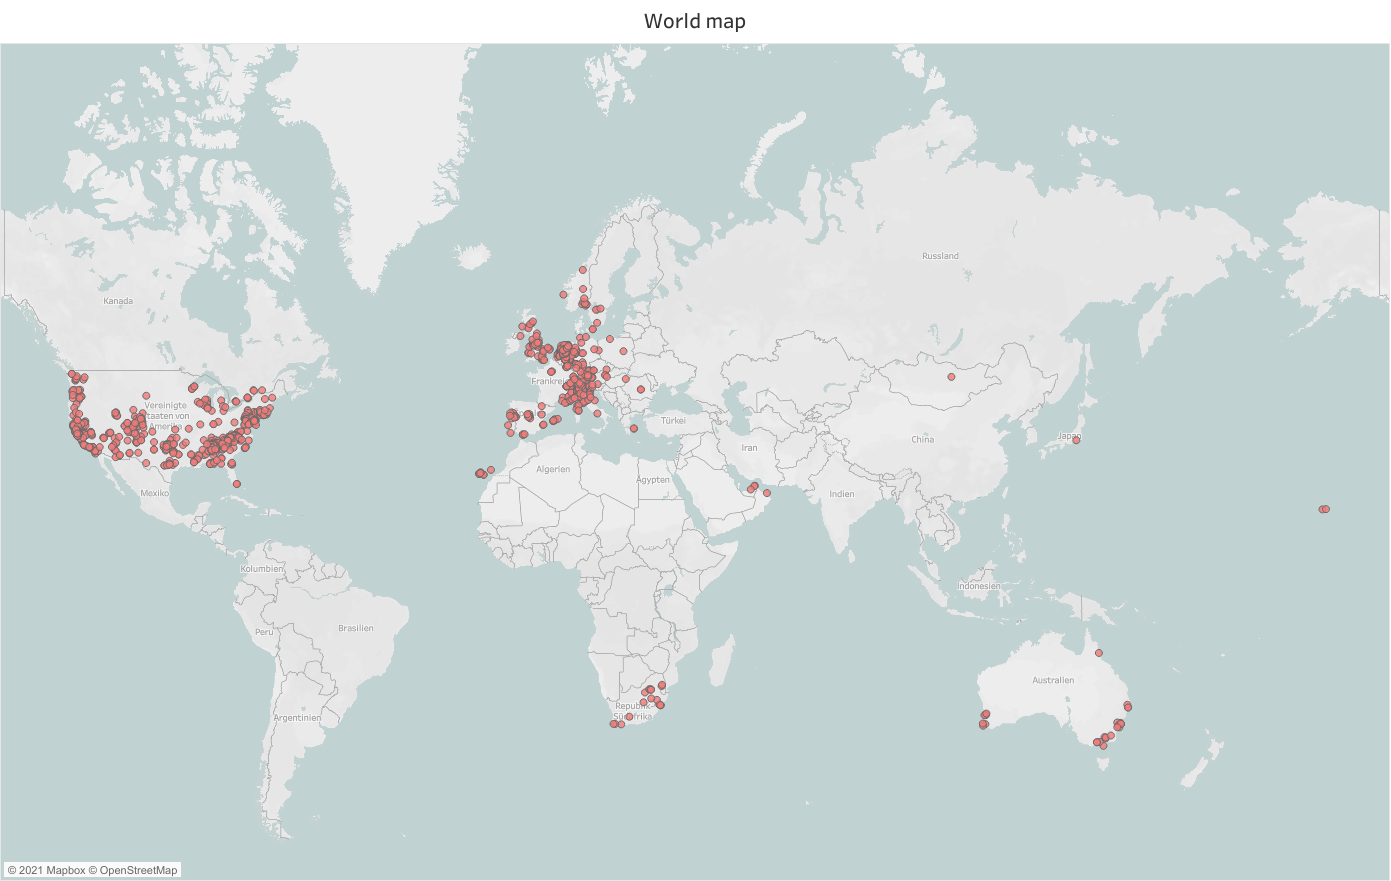 World map
Russland
Kanada
Frankrei
Vereinigte
Staaten von
Amerika
Türkei
Japan
China
Iran
Algerien
Ägypten
Mexiko
Indien
Kolumbien
Indonesien
Peru
Brasilien
Australien
Republik
Südafrika
Argentinien
© 2021 Mapbox © OpenStreetMap